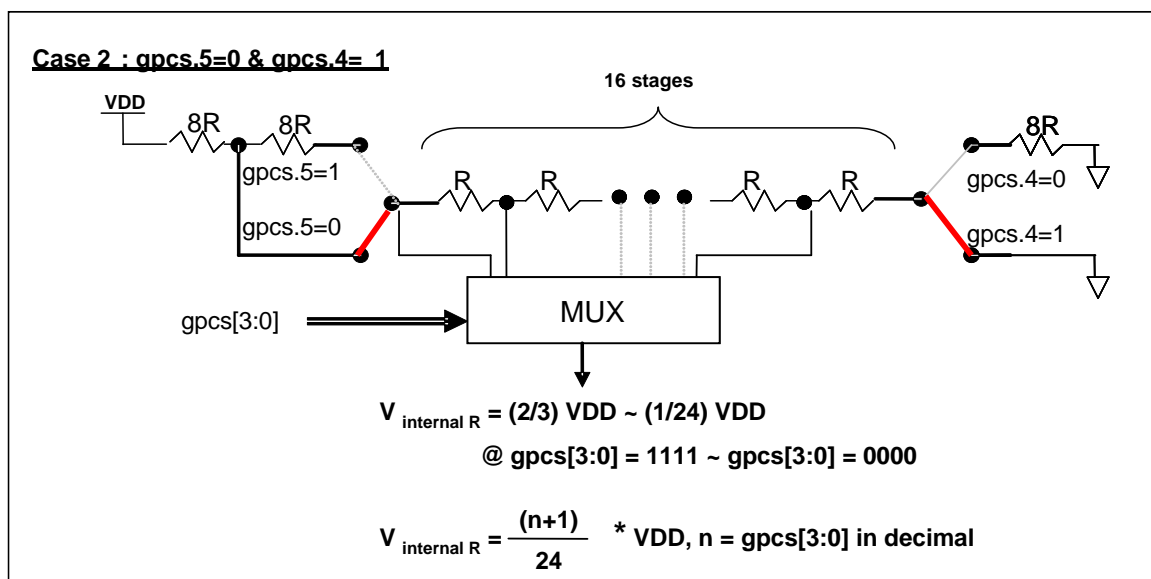 Case 2 : gpcs.5=0 & gpcs.4= 1
16 stages
VDD
8R
8R
8R
gpcs.5=1
R
R
R
R
gpcs.4=0
gpcs.5=0
gpcs.4=1
gpcs[3:0]
MUX
V internal R = (2/3) VDD ~ (1/24) VDD
@ gpcs[3:0] = 1111 ~ gpcs[3:0] = 0000
V internal R = (n+1) / 24 * VDD, n = gpcs[3:0] in decimal